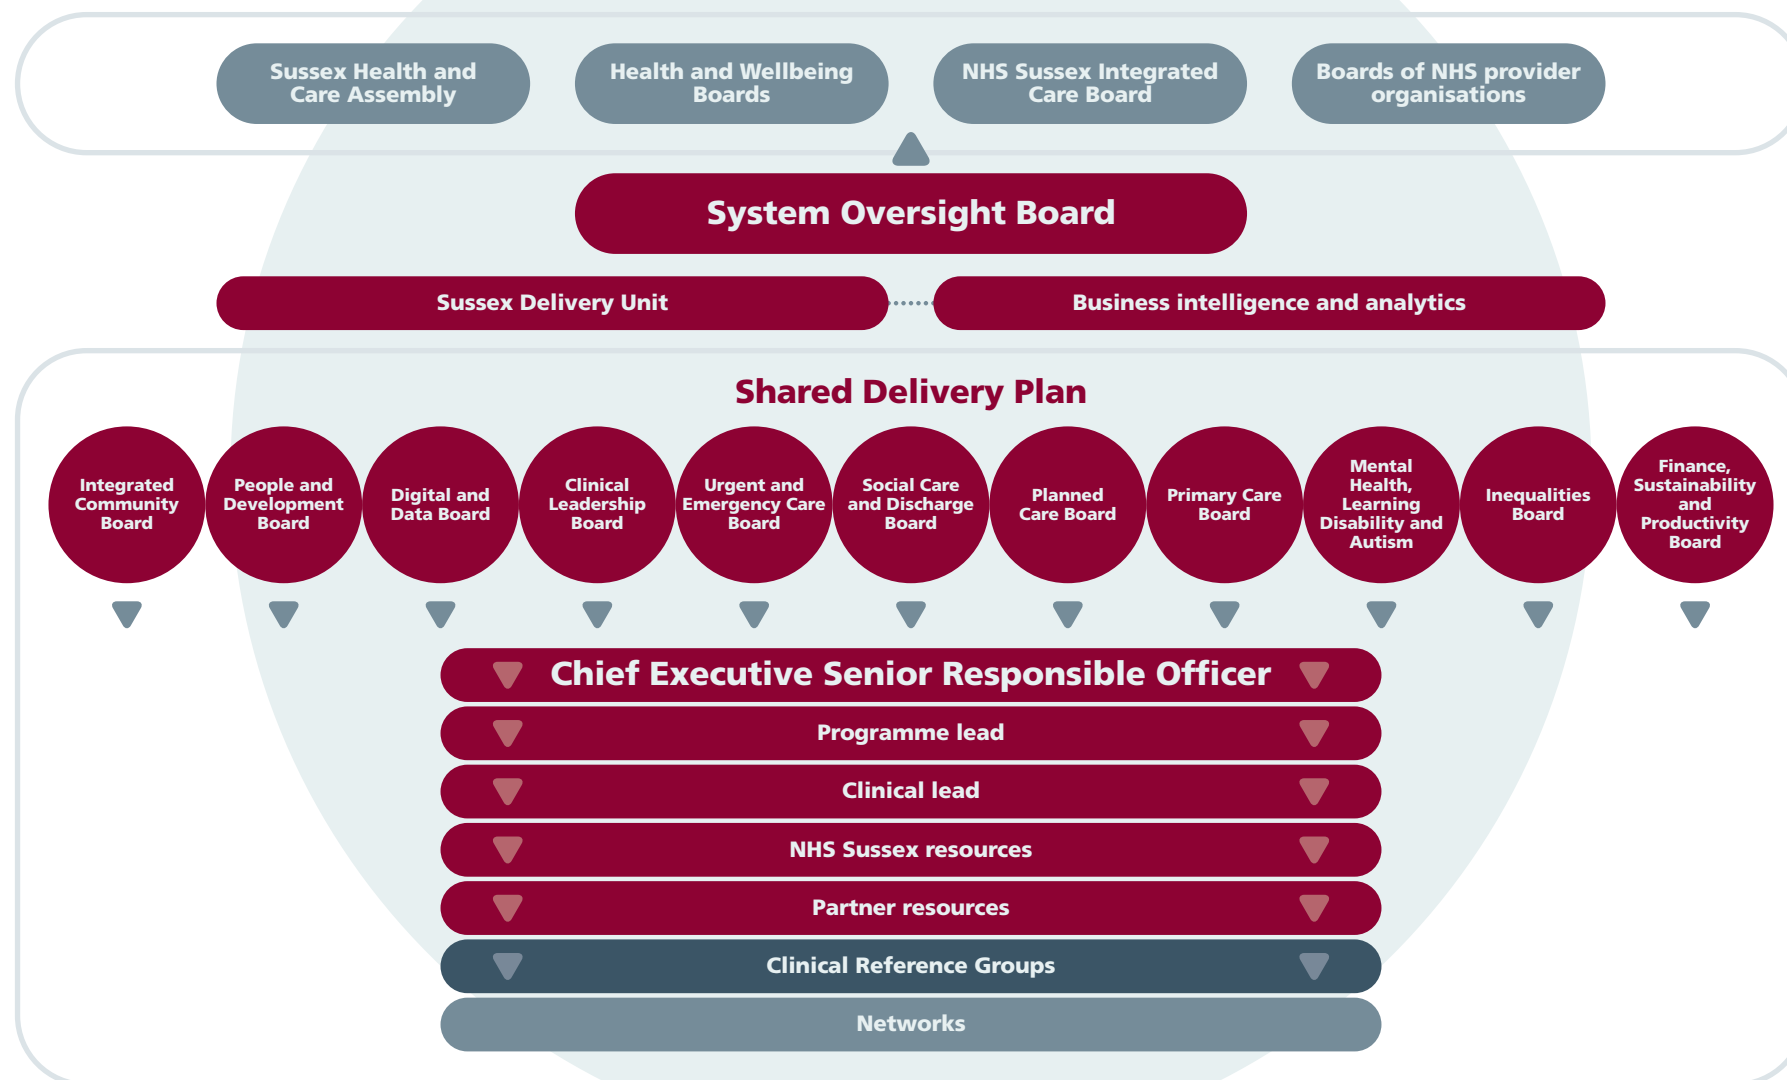 Sussex Health and
Care Assembly
Health and Wellbeing
Boards
NHS Sussex Integrated
Care Board
Boards of NHS provider
organisations
System Oversight Board
Sussex Delivery Unit
Business intelligence and analytics
Shared Delivery Plan
Integrated
Community
Board
People and
Development
Board
Digital and
Data Board
Clinical
Leadership
Board
Urgent and
Emergency Care
Board
Social Care
and Discharge
Board
Planned
Care Board
Primary Care
Board
Mental
Health,
Learning
Disability and
Autism
Inequalities
Board
Finance,
Sustainability
and
Productivity
Board
Chief Executive Senior Responsible Officer
Programme lead
Clinical lead
NHS Sussex resources
Partner resources
Clinical Reference Groups
Networks